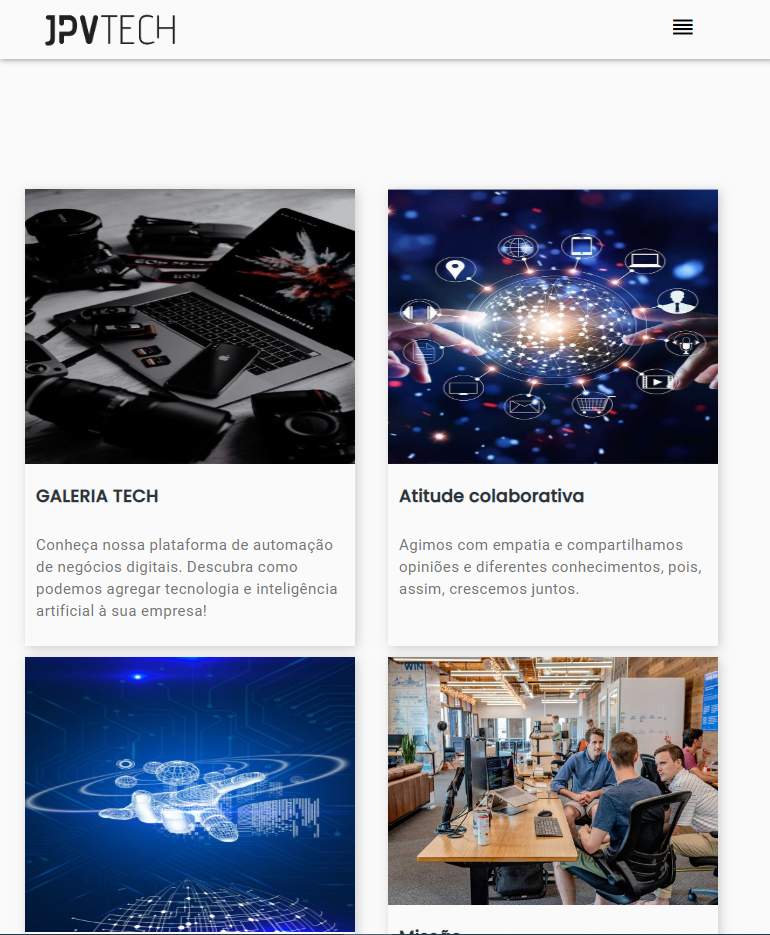 JPVTECH
GALERIA TECH
Conheça nossa plataforma de automação
de negócios digitais. Descubra como
podemos agregar tecnologia e inteligência
artificial à sua empresa!
Atitude colaborativa
Agimos com empatia e compartilhamos
opiniões e diferentes conhecimentos, pois,
assim, crescemos juntos.
WIN